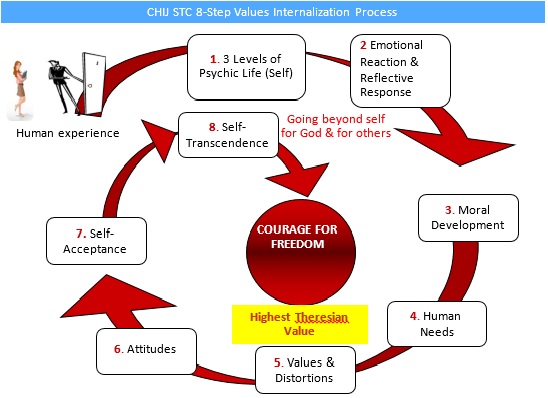 CHIJ STC 8-Step Values Internalization Process
1. 3 Levels of
Psychic Life (Self)
2 Emotional
Reaction &
Reflective
Response
Human experience
8. Self-
Transcendence
Going beyond self
for God & for others
3. Moral
Development
7. Self-
Acceptance
COURAGE FOR
FREEDOM
Highest Theresian
Value
4. Human
Needs
6. Attitudes
5. Values &
Distortions